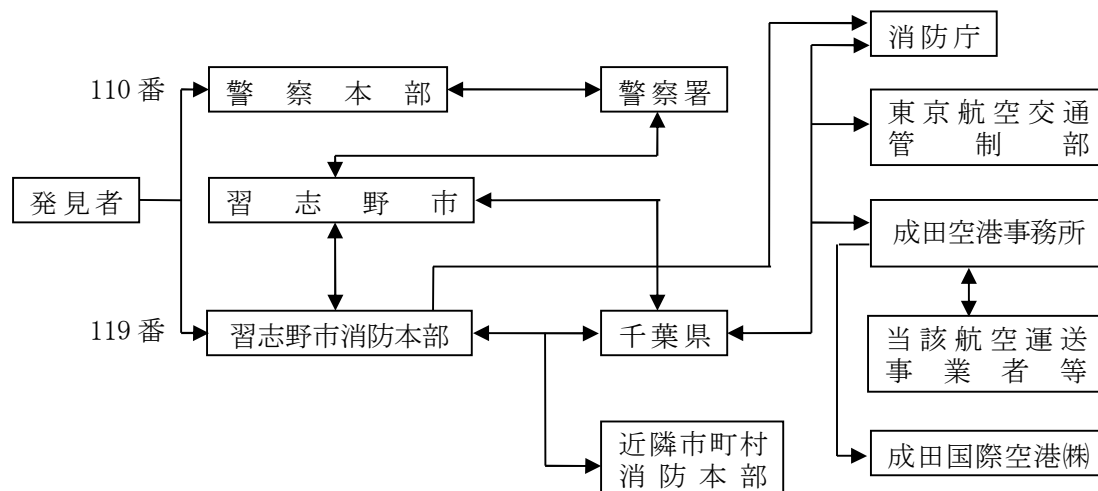 消防庁
110番
警察本部
警察署
東京航空交通
管制部
発見者
習志野市
成田空港事務所
119番
習志野市消防本部
千葉県
当該航空運送
事業者等
近隣市町村
消防本部
成田国際空港㈱